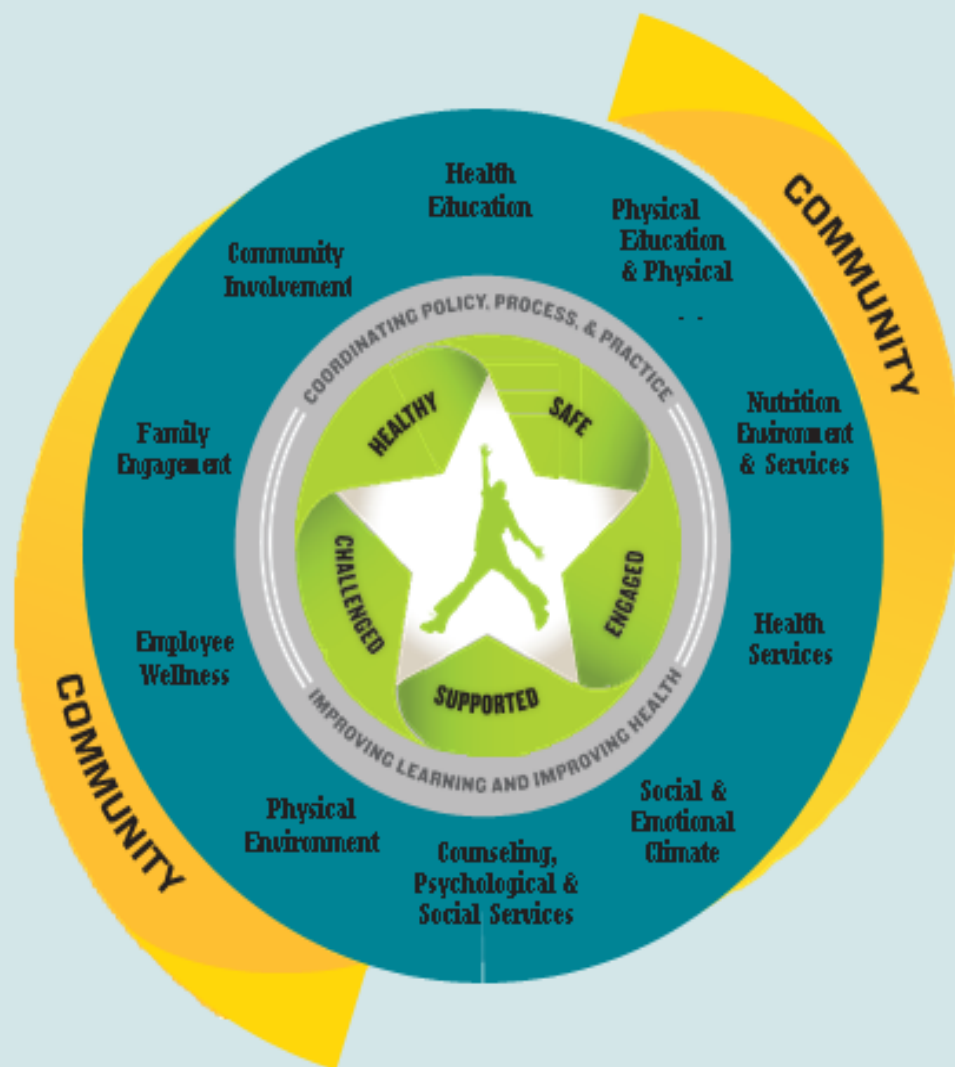 COMMUNITY
Health
Education
Physical
Education
& Physical
Nutrition
Environment
& Services
Health
Services
Social &
Emotional
Climate
Counseling,
Psychological &
Social Services
Physical
Environment
Employee
Wellness
Family
Engagement
Community
Involvement
COORDINATING POLICY, PROCESS, & PRACTICE
IMPROVING LEARNING AND IMPROVING HEALTH
HEALTHY
SAFE
ENGAGED
SUPPORTED
CHALLENGED
COMMUNITY